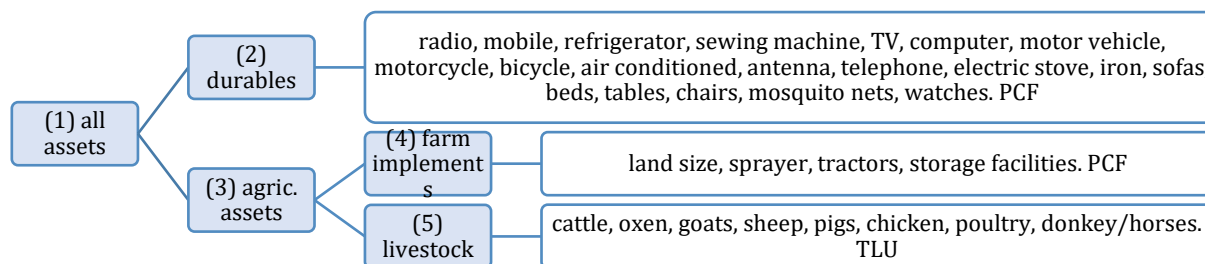 (1) all
assets
(2)
durables
radio, mobile, refrigerator, sewing machine, TV, computer, motor vehicle,
motorcycle, bicycle, air conditioned, antenna, telephone, electric stove, iron, sofas
beds, tables, chairs, mosquito nets, watches. PCF
(3) agric.
assets
(4) farm
implement
s
land size, sprayer, tractors, storage facilities. PCF
(5)
livestock
cattle, oxen, goats, sheep, pigs, chicken, poultry, donkey/horses.
TLU